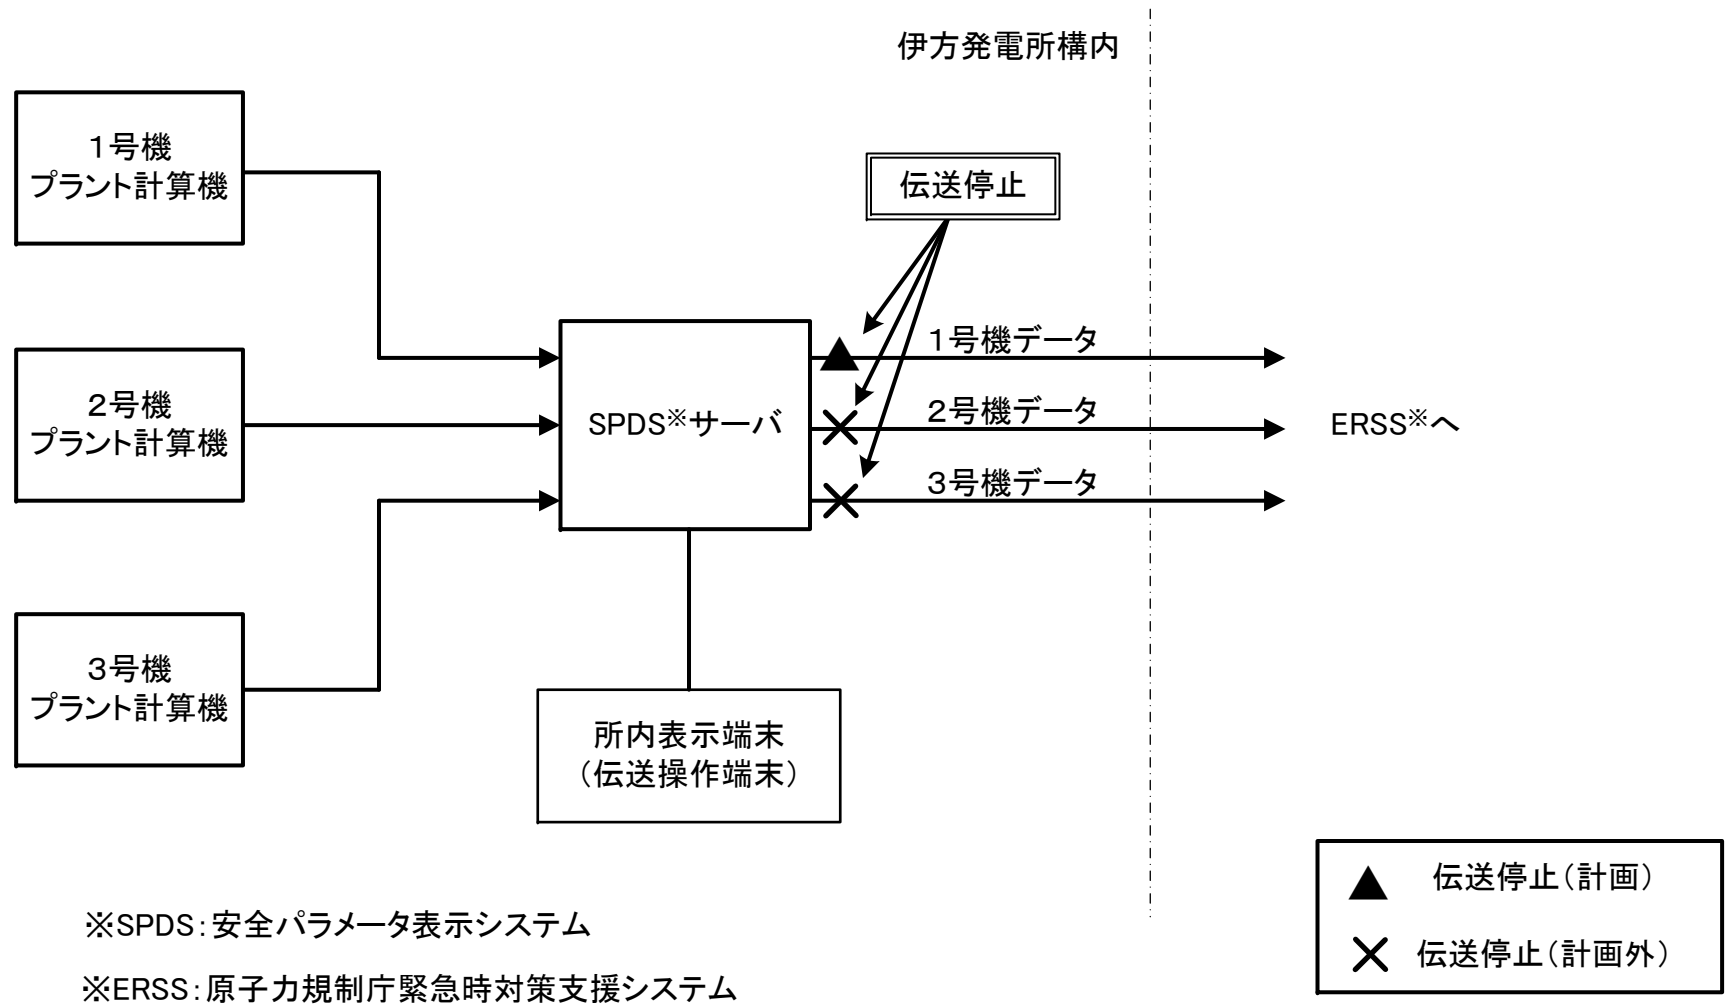 伊方発電所構内
1号機
プラント計算機
伝送停止
1号機データ
2号機
プラント計算機
SPDS※サーバ
2号機データ
ERSS※へ
3号機データ
3号機
プラント計算機
所内表示端末
(伝送操作端末)
伝送停止(計画)
伝送停止(計画外)
※SPDS:安全パラメータ表示システム
※ERSS:原子力規制庁緊急時対策支援システム